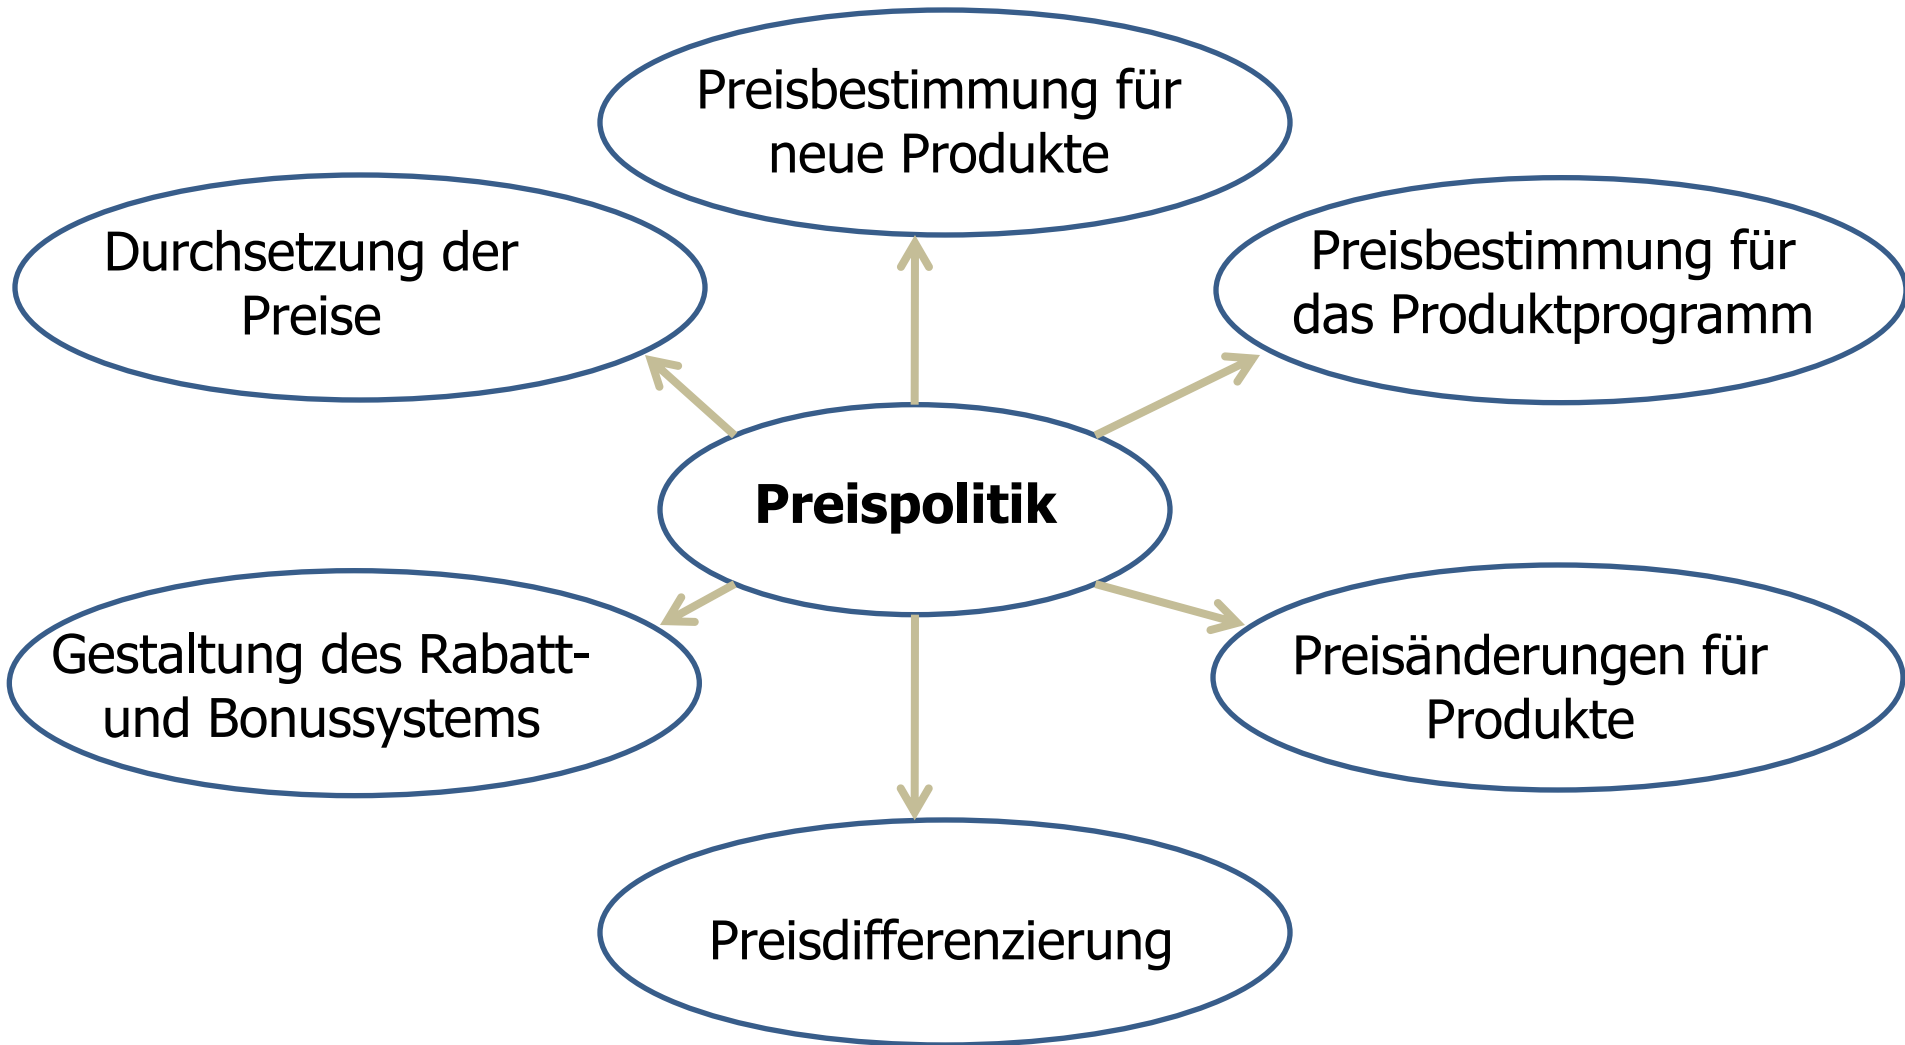 Preisbestimmung für
neue Produkte
Durchsetzung der
Preise
Preisbestimmung für
das Produktprogramm
Preispolitik
Gestaltung des Rabatt-
und Bonussystems
Preisänderungen für
Produkte
Preisdifferenzierung